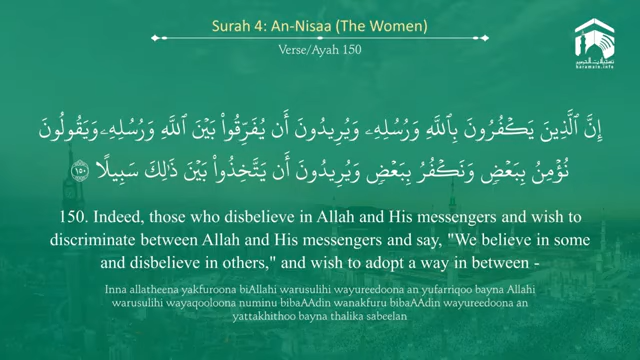 Surah 4: An-Nisaa (The Women)
Verse/Ayah 150
haramain.info
إِنَّ ٱلَّذِينَ يَكْفُرُونَ بِٱللَّهِ وَرُسُلِهِۦ وَيُرِيدُونَ أَن يُفَرِّقُوا۟ بَيْنَ ٱللَّهِ وَرُسُلِهِۦ وَيَقُولُونَ
نُؤْمِنُ بِبَعْضٍ وَنَكْفُرُ بِبَعْضٍ وَيُرِيدُونَ أَن يَتَّخِذُوا۟ بَيْنَ ذَٰلِكَ سَبِيلًا ١٥٠
150. Indeed, those who disbelieve in Allah and His messengers and wish to
discriminate between Allah and His messengers and say, "We believe in some
and disbelieve in others," and wish to adopt a way in between -
Inna allatheena yakfuroona biAllahi warusulihi wayureedoona an yufarriqoo bayna Allahi
warusulihi wayaqooloona numinu bibaAAdin wanakfuru bibaAAdin wayureedoona an
yattakhithoo bayna thalika sabeelan